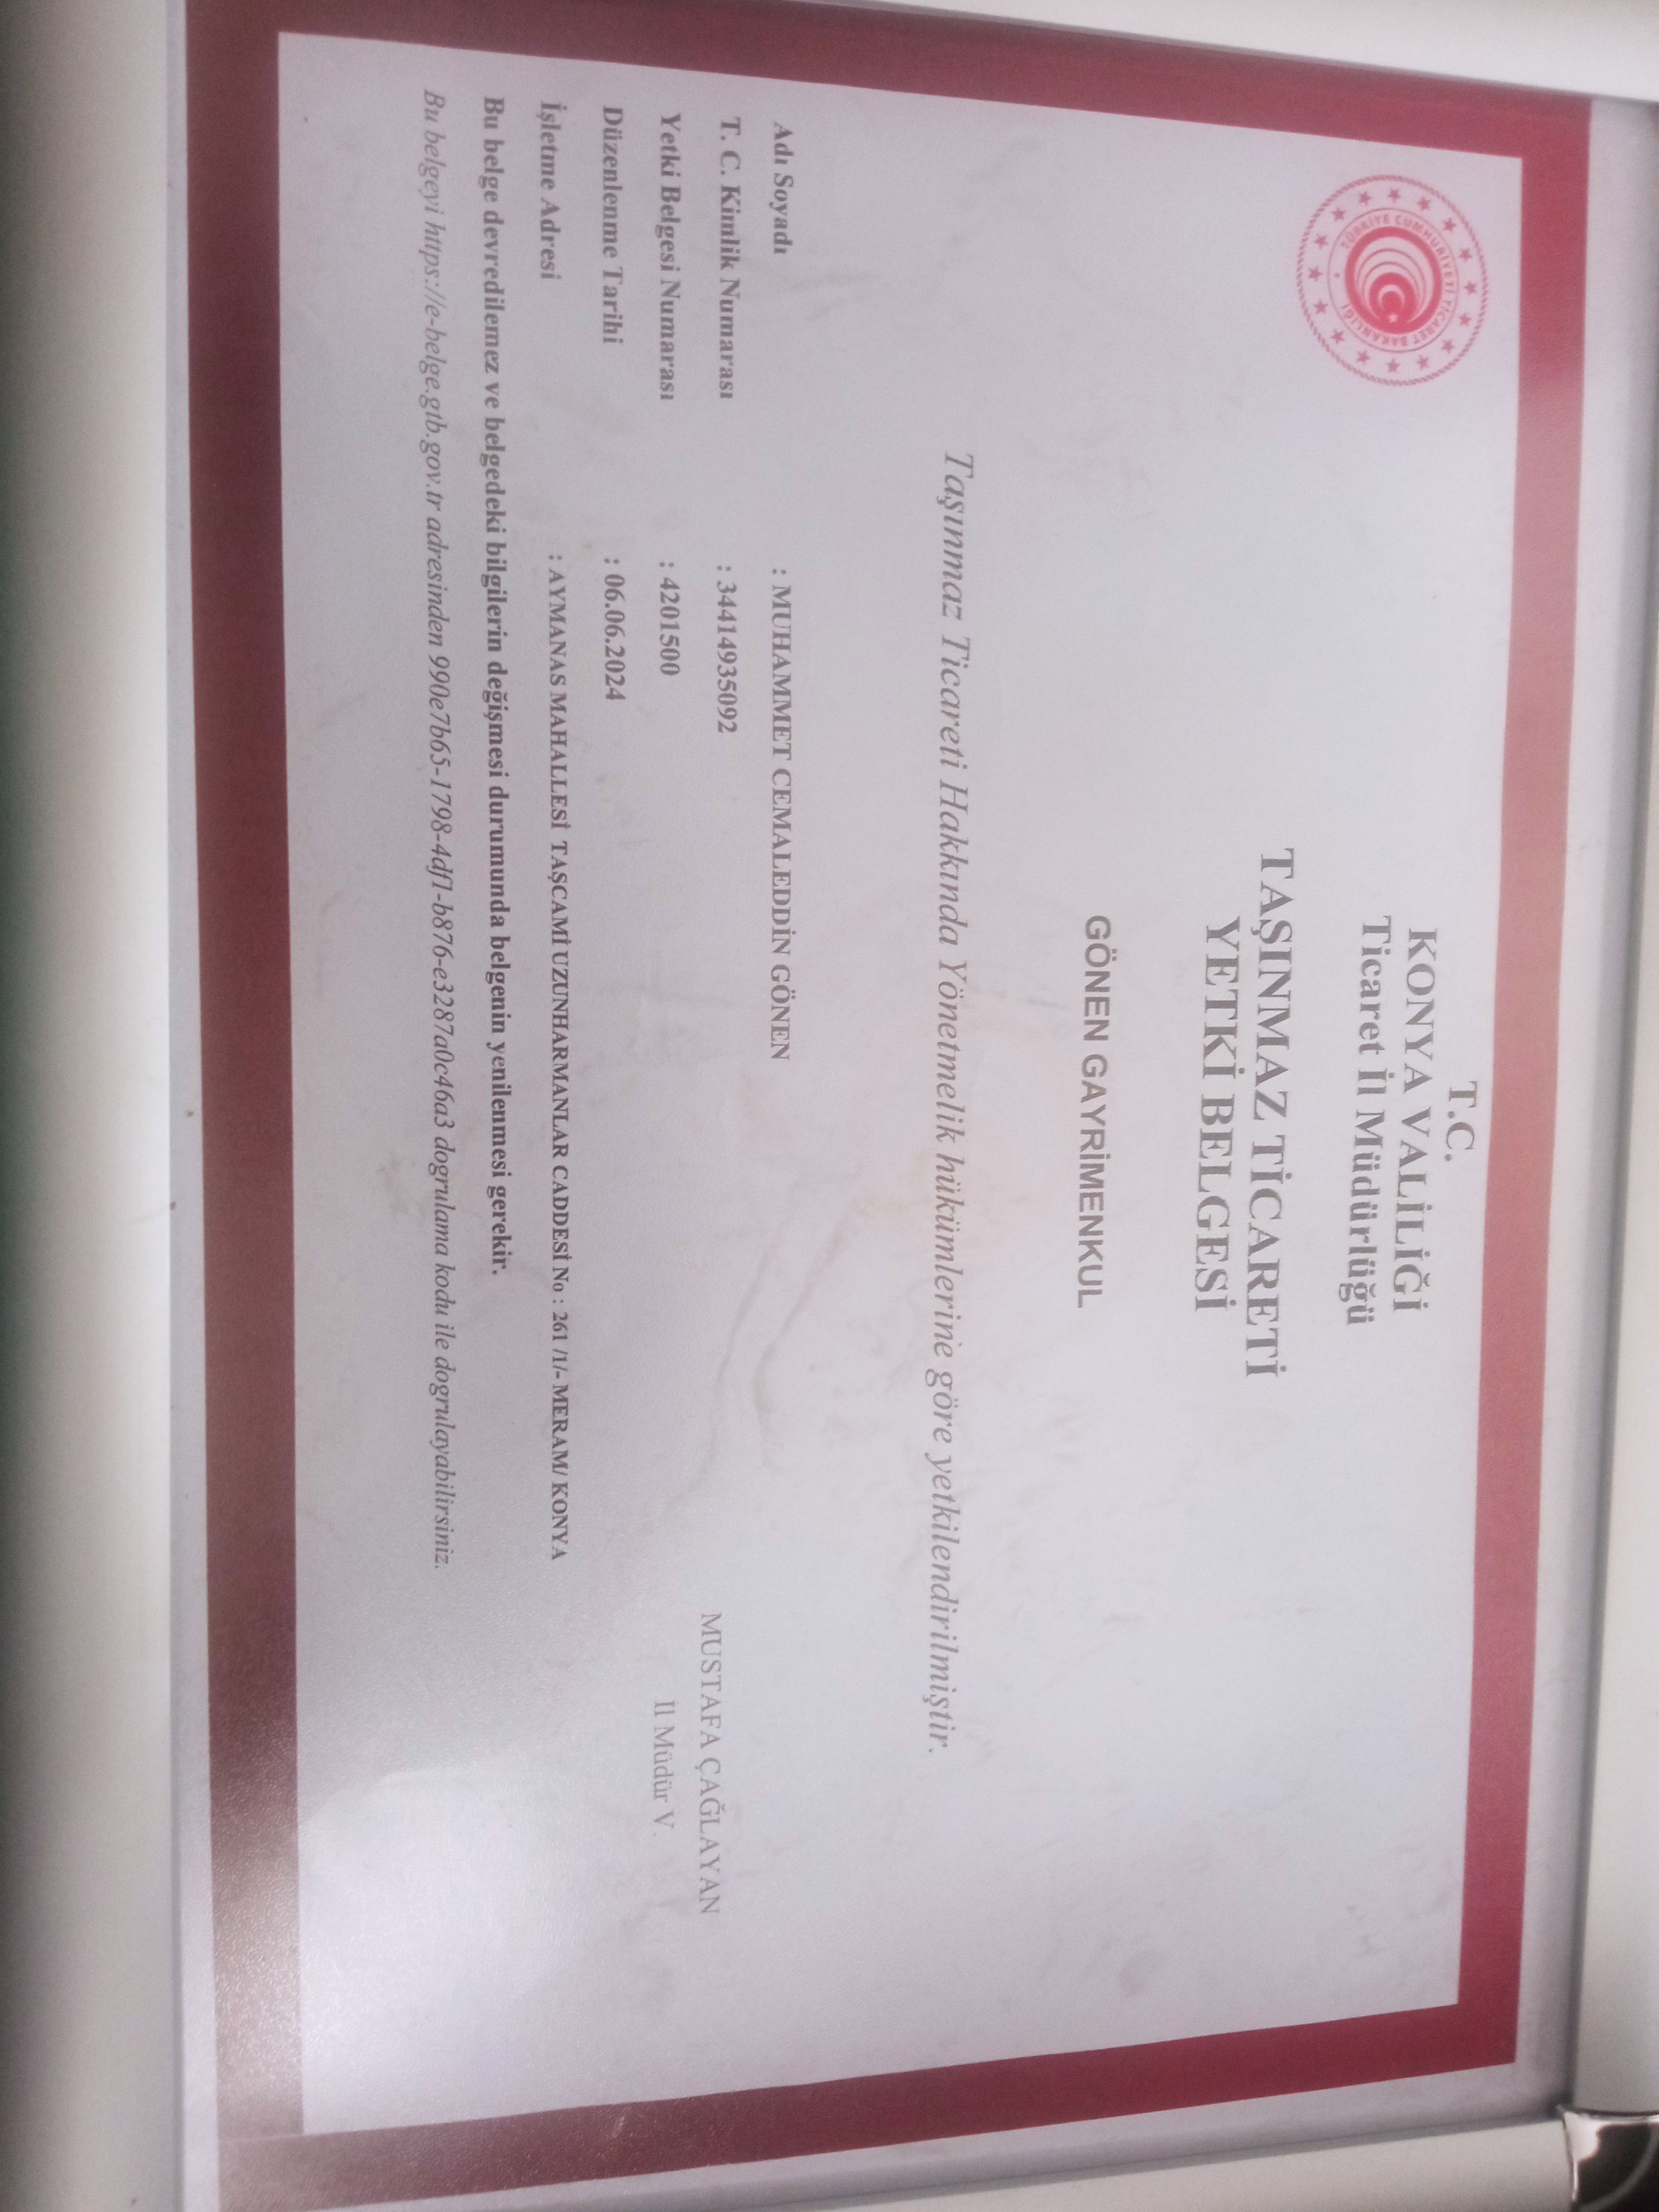 TÜRKİYE CUMHURİYETİ TİCARET BAKANLIĞI
T.C.
KONYA VALİLİĞİ
Ticaret İl Müdürlüğü
TAŞINMAZ TİCARETİ
YETKİ BELGESİ
GÖNEN GAYRİMENKUL
Taşınmaz Ticareti Hakkında Yönetmelik hükümlerine göre yetkilendirilmiştir.
Adı Soyadı : MUHAMMET CEMALEDDİN GÖNEN
T. C. Kimlik Numarası : 34414935092
Yetki Belgesi Numarası : 4201500
Düzenlenme Tarihi : 06.06.2024
İşletme Adresi : AYMANAS MAHALLESİ TAŞCAMİ UZUNHARMANLAR CADDESİ No : 261 /1/- MERAM/ KONYA
MUSTAFA ÇAĞLAYAN
İl Müdür V.
Bu belge devredilemez ve belgedeki bilgilerin değişmesi durumunda belgenin yenilenmesi gerekir.
Bu belgeyi https://e-belge.gtb.gov.tr adresinden 990e7b65-1798-4df1-b876-e3287a0c46a3 dogrulama kodu ile dogrulayabilirsiniz.